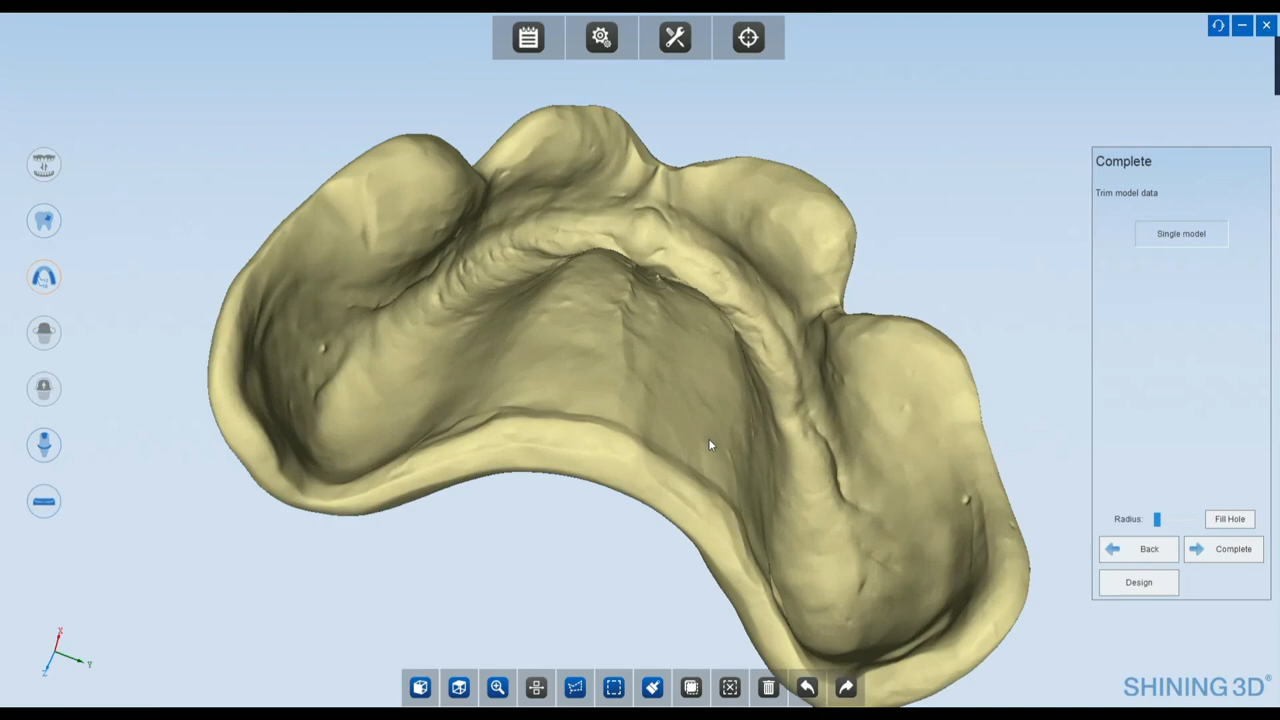 Complete
Trim model data
Single model
Radius:
Fill Hole
Back
Complete
Design
X
Y
Z
SHINING 3D®